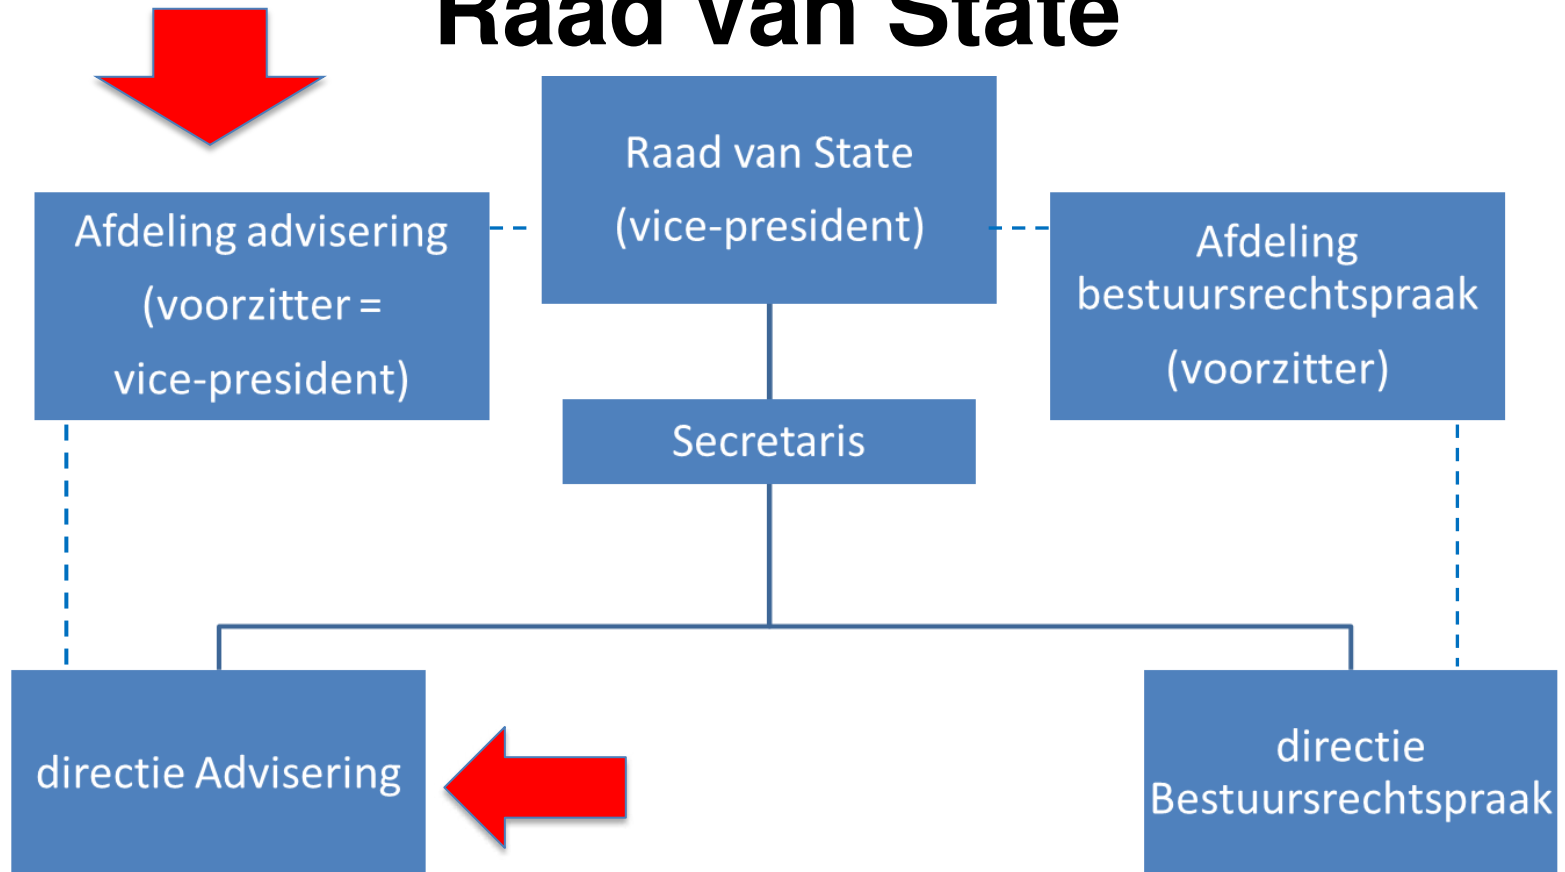 Raad van State
Raad van State
(vice-president)
Afdeling advisering
(voorzitter =
vice-president)
Afdeling
bestuursrechtspraak
(voorzitter)
Secretaris
directie Advisering
directie
Bestuursrechtspraak